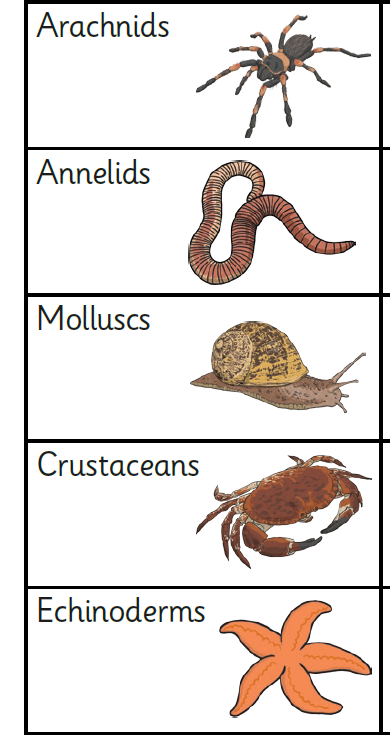 Arachnids
Annelids
Molluscs
Crustaceans
Echinoderms